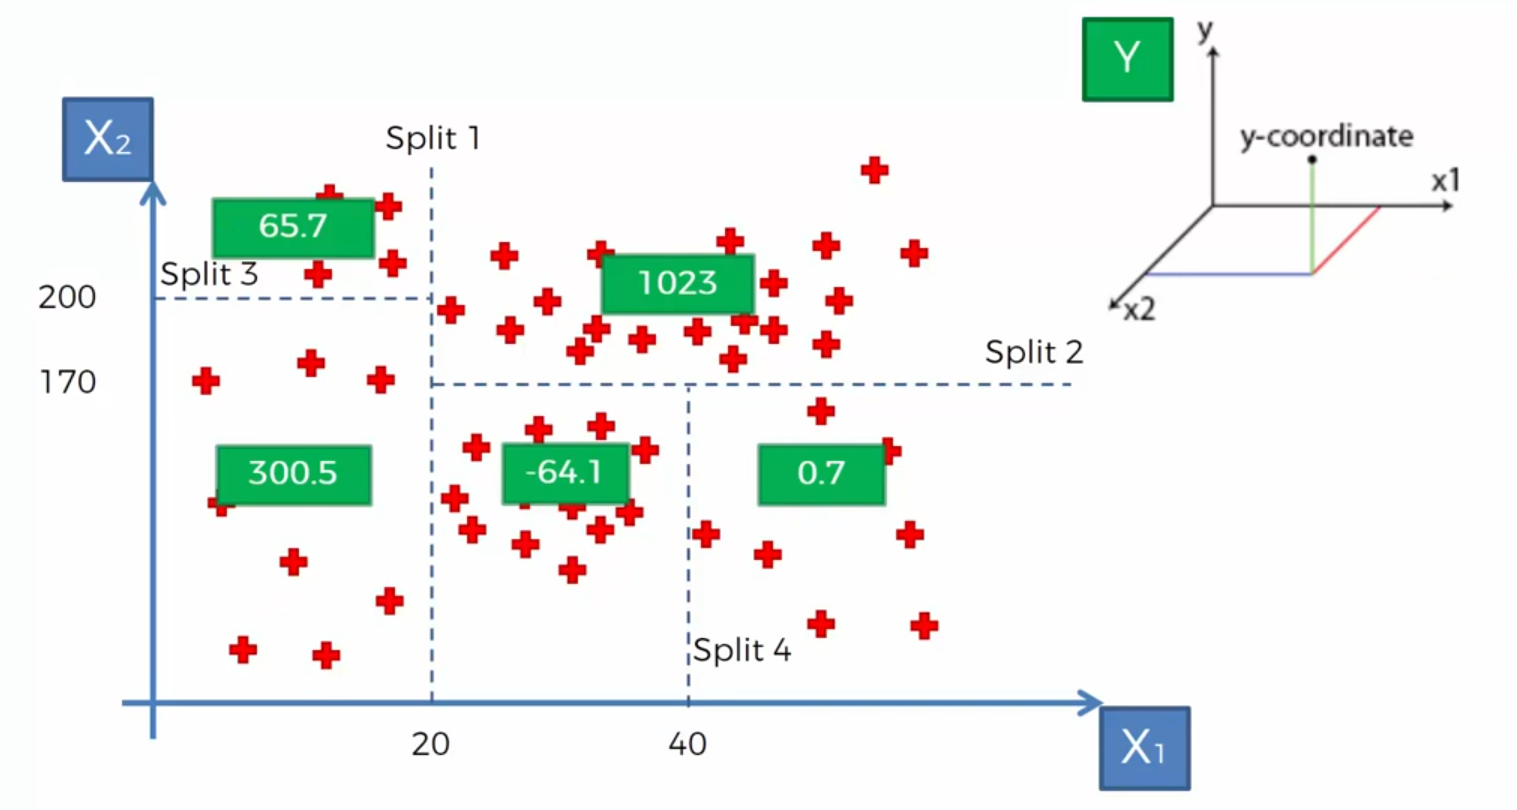 Y
y
y-coordinate
x1
x2
X2
Split 1
65.7
Split 3
1023
200
Split 2
170
300.5
-64.1
0.7
Split 4
20
40
X1